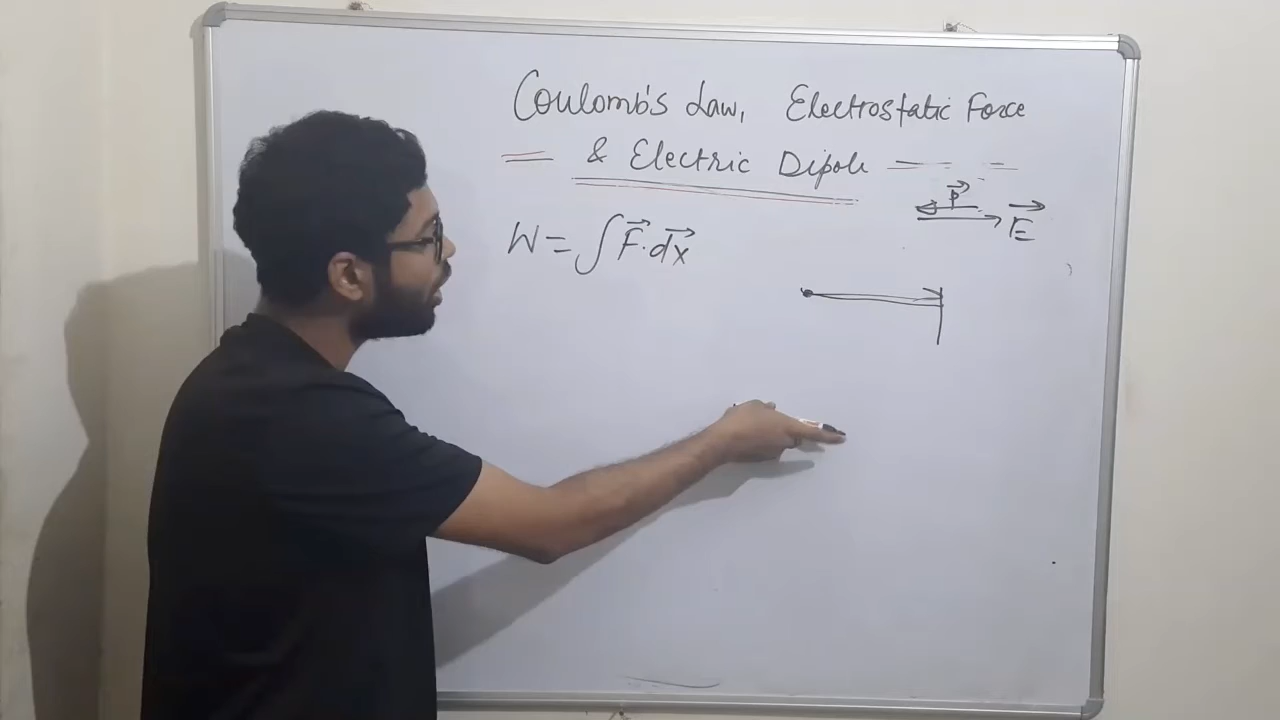 Coulomb's Law, Electrostatic Force
& Electric Dipole
p⃗
E⃗
W = ∫ F⃗ · dx⃗